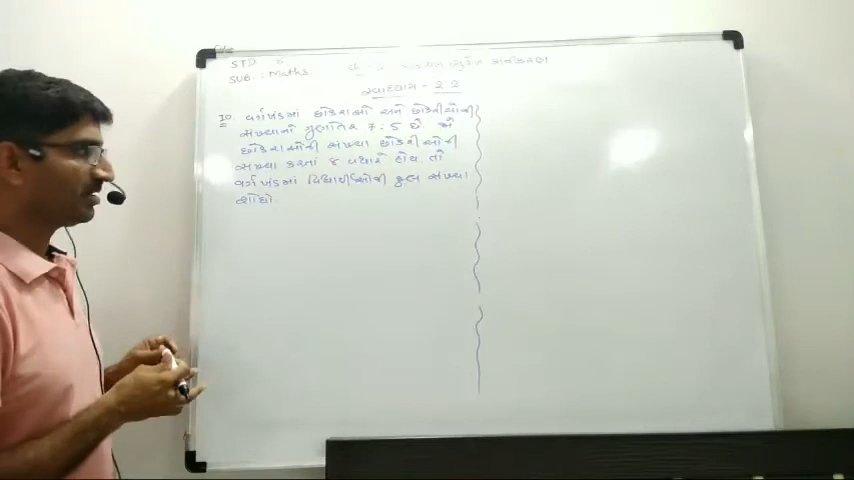 STD 8
SUB. : Maths
સ્વાધ્યાય - 2.2
10 વર્ગખંડમાં છોકરાઓ અને છોકરીઓની
સંખ્યાનો ગુણોત્તર 7 : 5 છે. જો
છોકરાઓની સંખ્યા છોકરીઓની
સંખ્યા કરતાં 8 વધારે હોય તો
વર્ગખંડમાં વિદ્યાર્થીઓની કુલ સંખ્યા
શોધો.